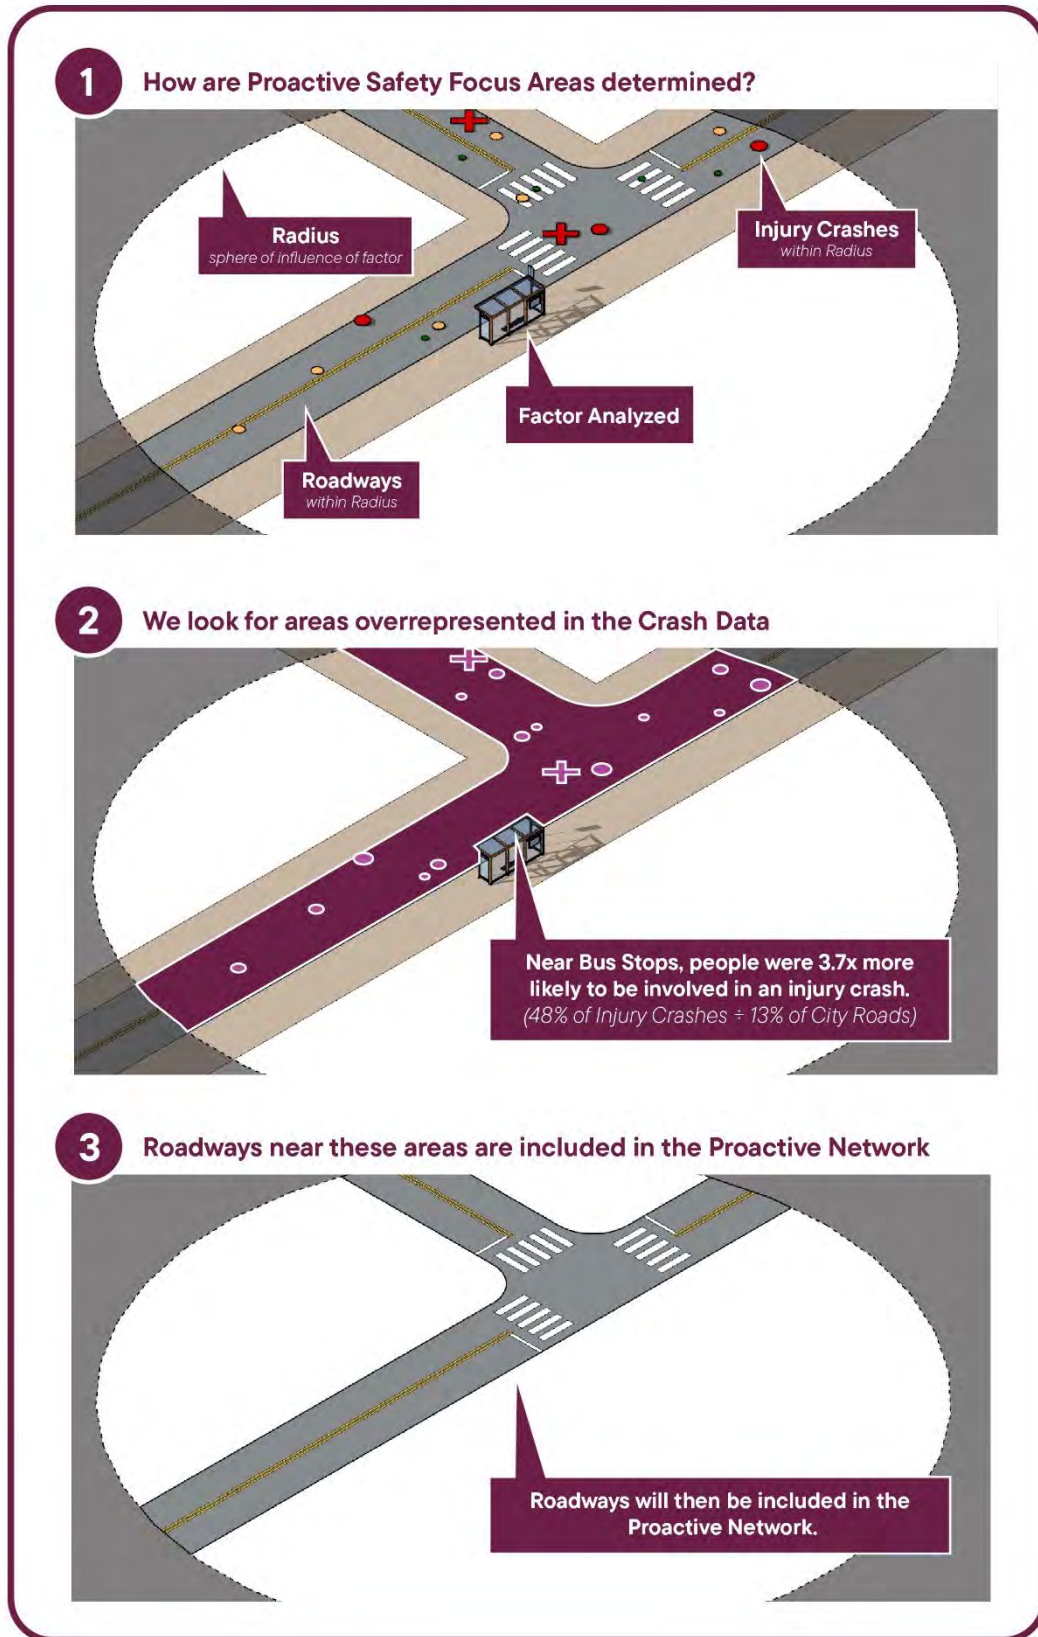 1
How are Proactive Safety Focus Areas determined?
Radius
sphere of influence of factor
Injury Crashes
within Radius
Factor Analyzed
Roadways
within Radius
2
We look for areas overrepresented in the Crash Data
Near Bus Stops, people were 3.7x more
likely to be involved in an injury crash.
(48% of Injury Crashes ÷ 13% of City Roads)
3
Roadways near these areas are included in the Proactive Network
Roadways will then be included in the
Proactive Network.